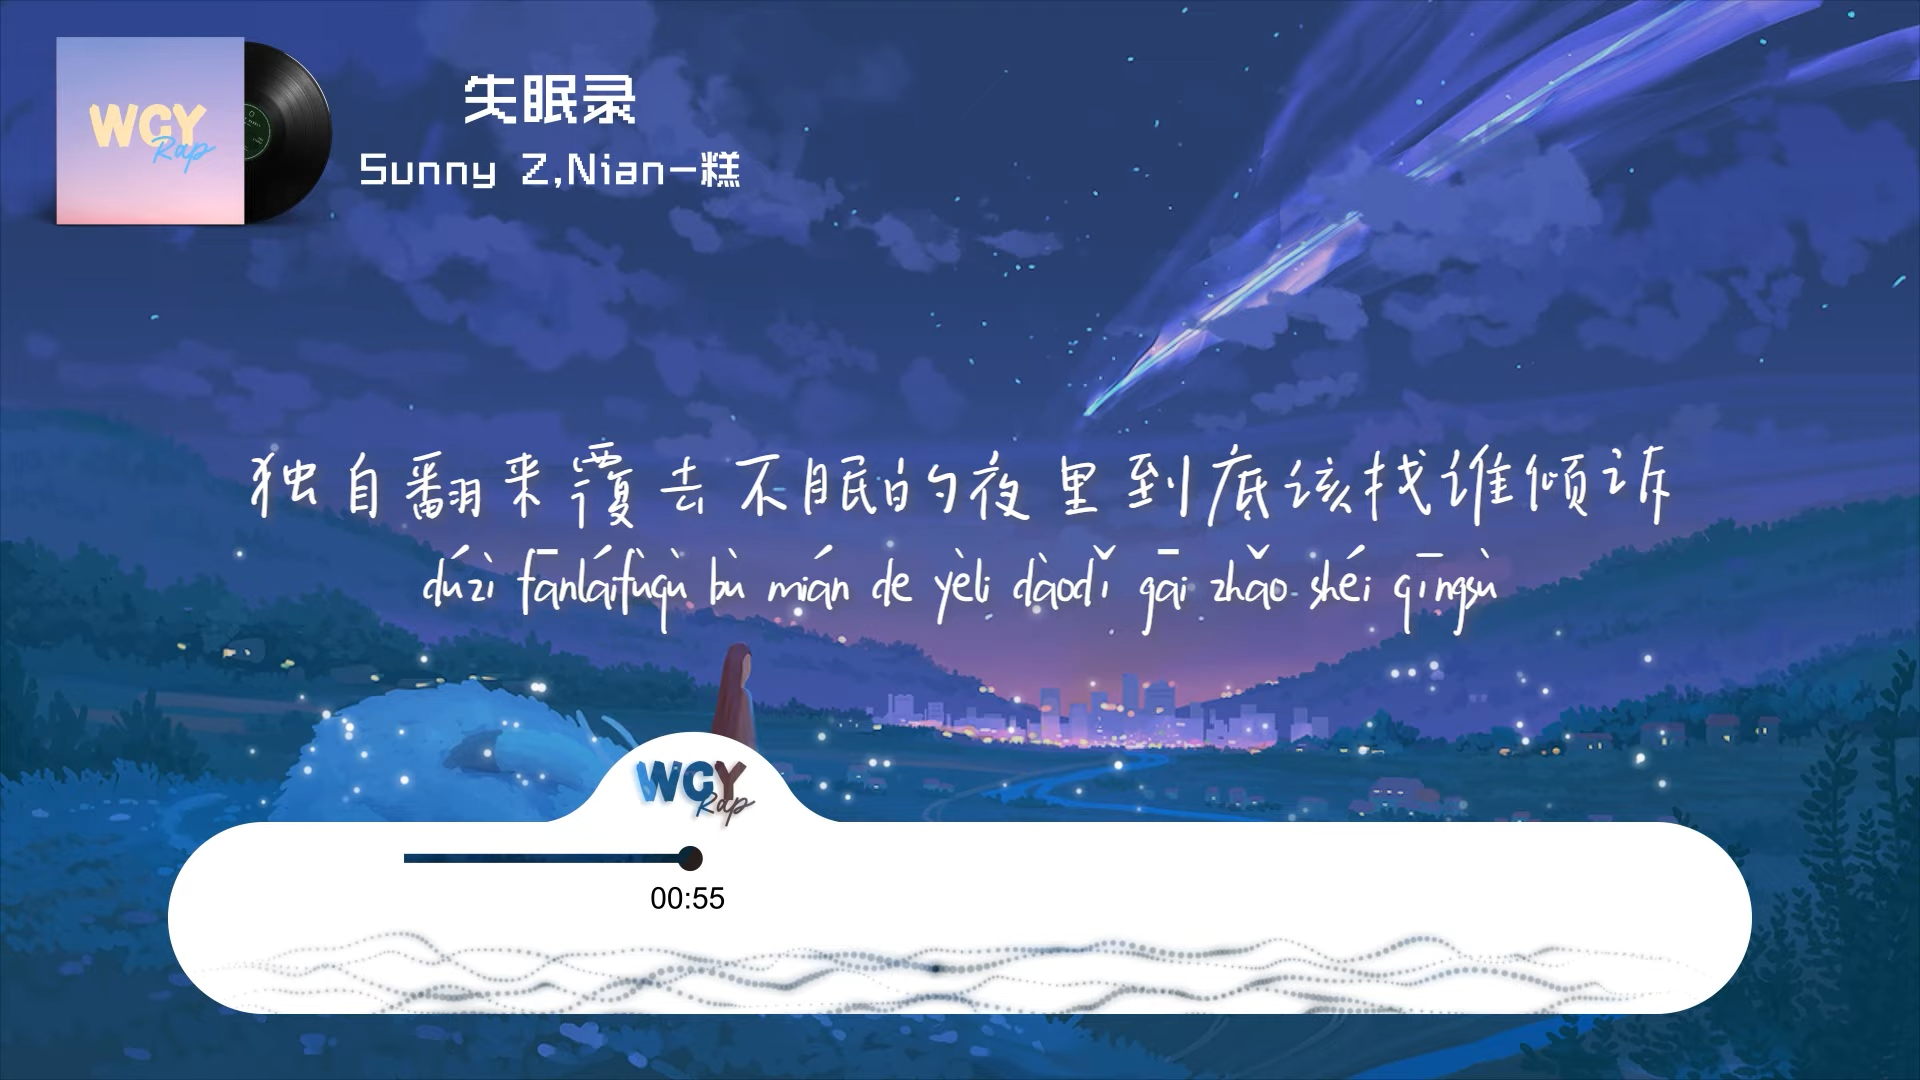 WCY
Rap
失眠录
Sunny Z,Nian-糕
独自翻来覆去不眠的夜里到底该找谁倾诉
dúzì fānláifùqù bù mián de yèli dàodǐ gāi zhǎo shéi qīngsù
WCY
Rap
00:55